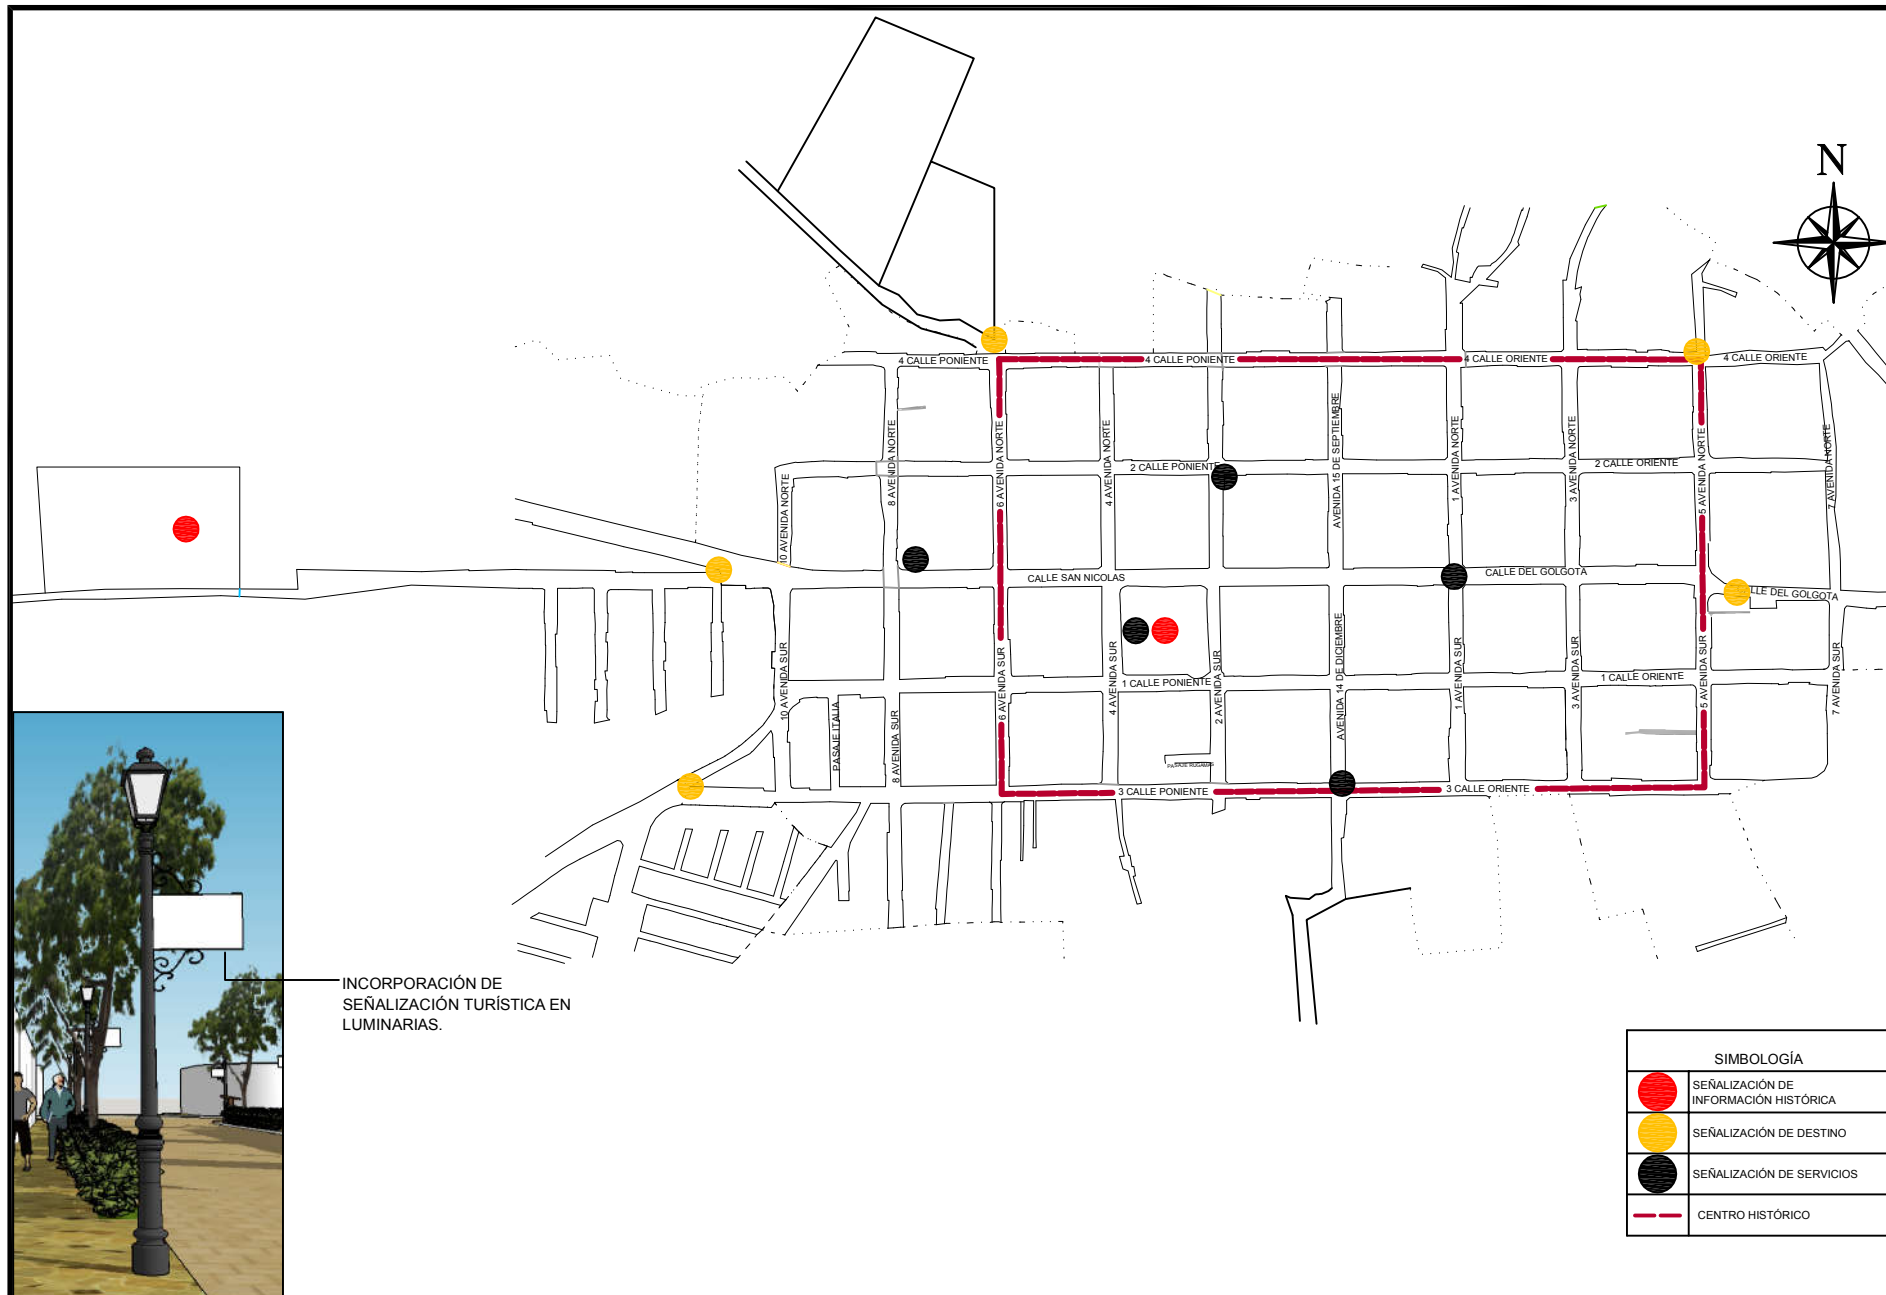 N
4 CALLE PONIENTE
4 CALLE PONIENTE
4 CALLE ORIENTE
4 CALLE ORIENTE
8 AVENIDA NORTE
6 AVENIDA NORTE
4 AVENIDA NORTE
AVENIDA 15 DE SEPTIEMBRE
1 AVENIDA NORTE
3 AVENIDA NORTE
5 AVENIDA NORTE
7 AVENIDA NORTE
10 AVENIDA NORTE
2 CALLE PONIENTE
2 CALLE ORIENTE
CALLE SAN NICOLAS
CALLE DEL GOLGOTA
CALLE DEL GOLGOTA
10 AVENIDA SUR
PASAJE ITALIA
8 AVENIDA SUR
6 AVENIDA SUR
4 AVENIDA SUR
2 AVENIDA SUR
AVENIDA 14 DE DICIEMBRE
1 AVENIDA SUR
3 AVENIDA SUR
5 AVENIDA SUR
7 AVENIDA SUR
1 CALLE PONIENTE
1 CALLE ORIENTE
PASAJE RUGAMAS
3 CALLE PONIENTE
3 CALLE ORIENTE
INCORPORACIÓN DE
SEÑALIZACIÓN TURÍSTICA EN
LUMINARIAS.
SIMBOLOGÍA
SEÑALIZACIÓN DE
INFORMACIÓN HISTÓRICA
SEÑALIZACIÓN DE DESTINO
SEÑALIZACIÓN DE SERVICIOS
CENTRO HISTÓRICO